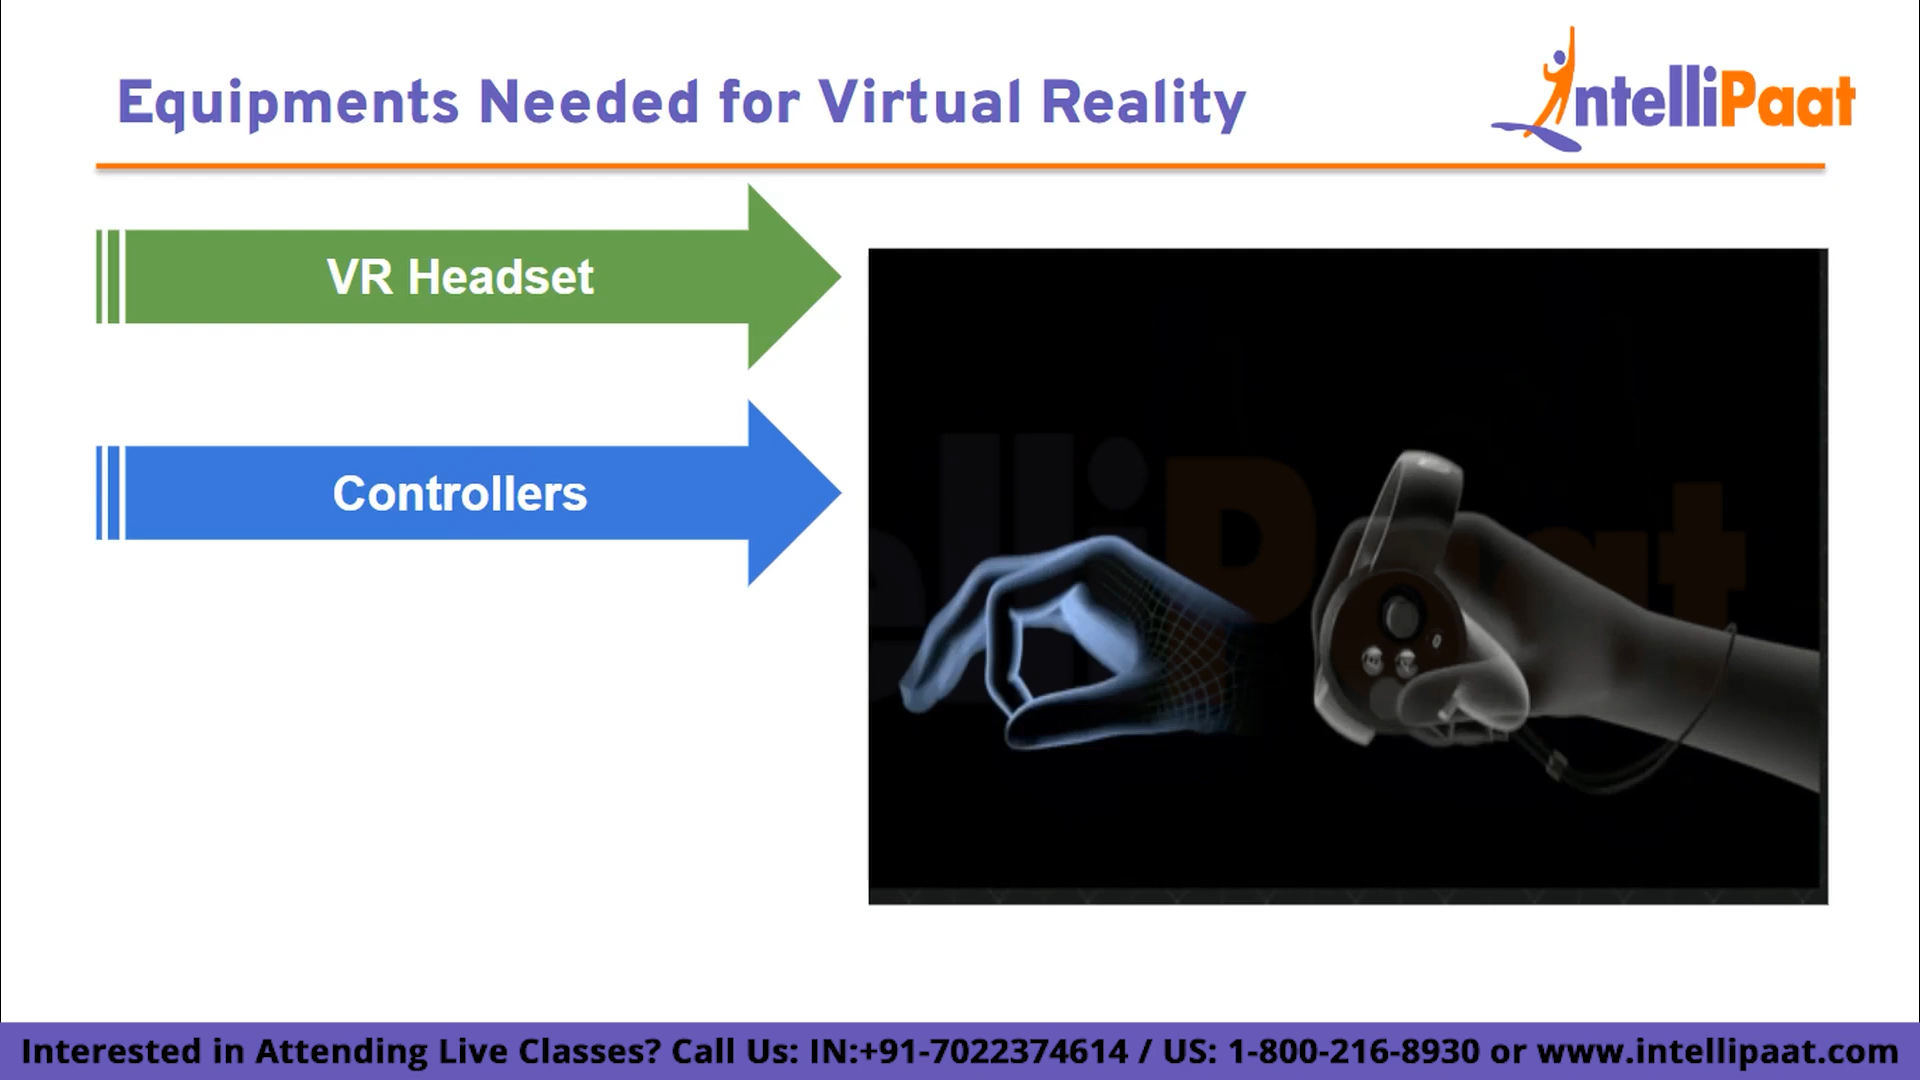 Equipments Needed for Virtual Reality
IntelliPaat
VR Headset
Controllers
elliPaat
Interested in Attending Live Classes? Call Us: IN:+91-7022374614 / US: 1-800-216-8930 or www.intellipaat.com